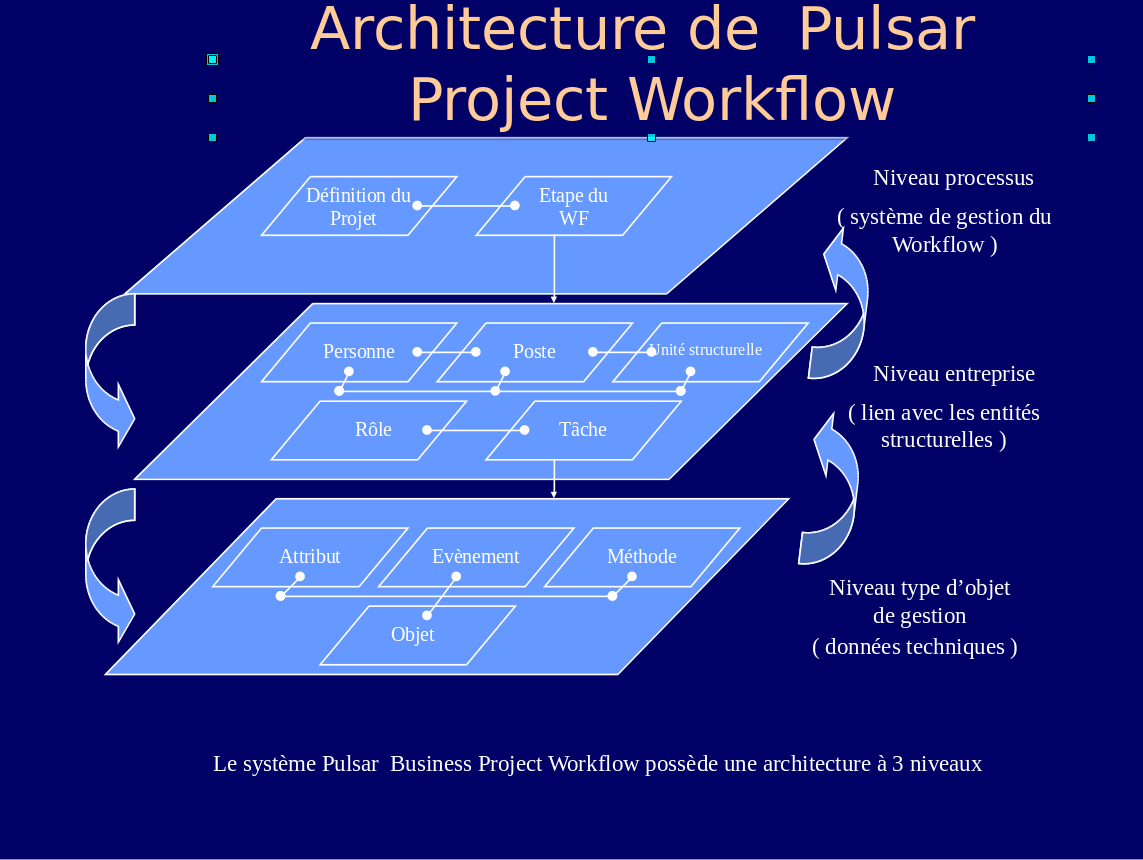 Architecture de  Pulsar
Project Workflow
Définition du
Projet
Etape du
WF
Niveau processus
( système de gestion du
Workflow )
Personne
Poste
Unité structurelle
Rôle
Tâche
Niveau entreprise
( lien avec les entités
structurelles )
Attribut
Evènement
Méthode
Objet
Niveau type d’objet
de gestion
( données techniques )
Le système Pulsar  Business Project Workflow possède une architecture à 3 niveaux